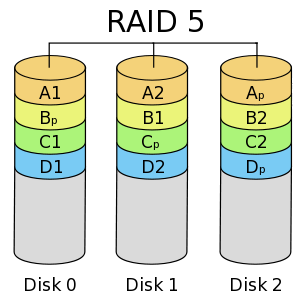 RAID 5
A1 A2 Ap
Bp B1 B2
C1 Cp C2
D1 D2 Dp
Disk 0 Disk 1 Disk 2